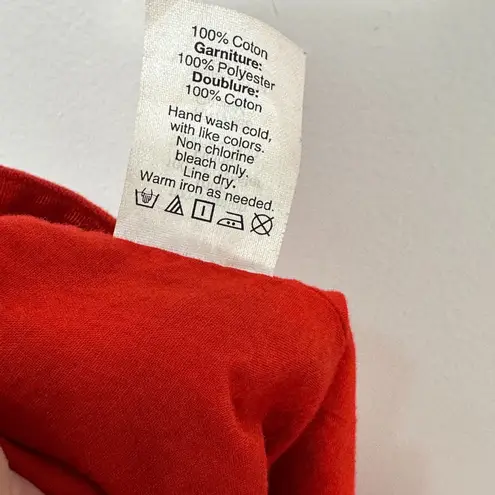 100% Coton
Garniture:
100% Polyester
Doublure:
100% Coton
Hand wash cold,
with like colors.
Non chlorine
bleach only.
Line dry.
Warm iron as needed.